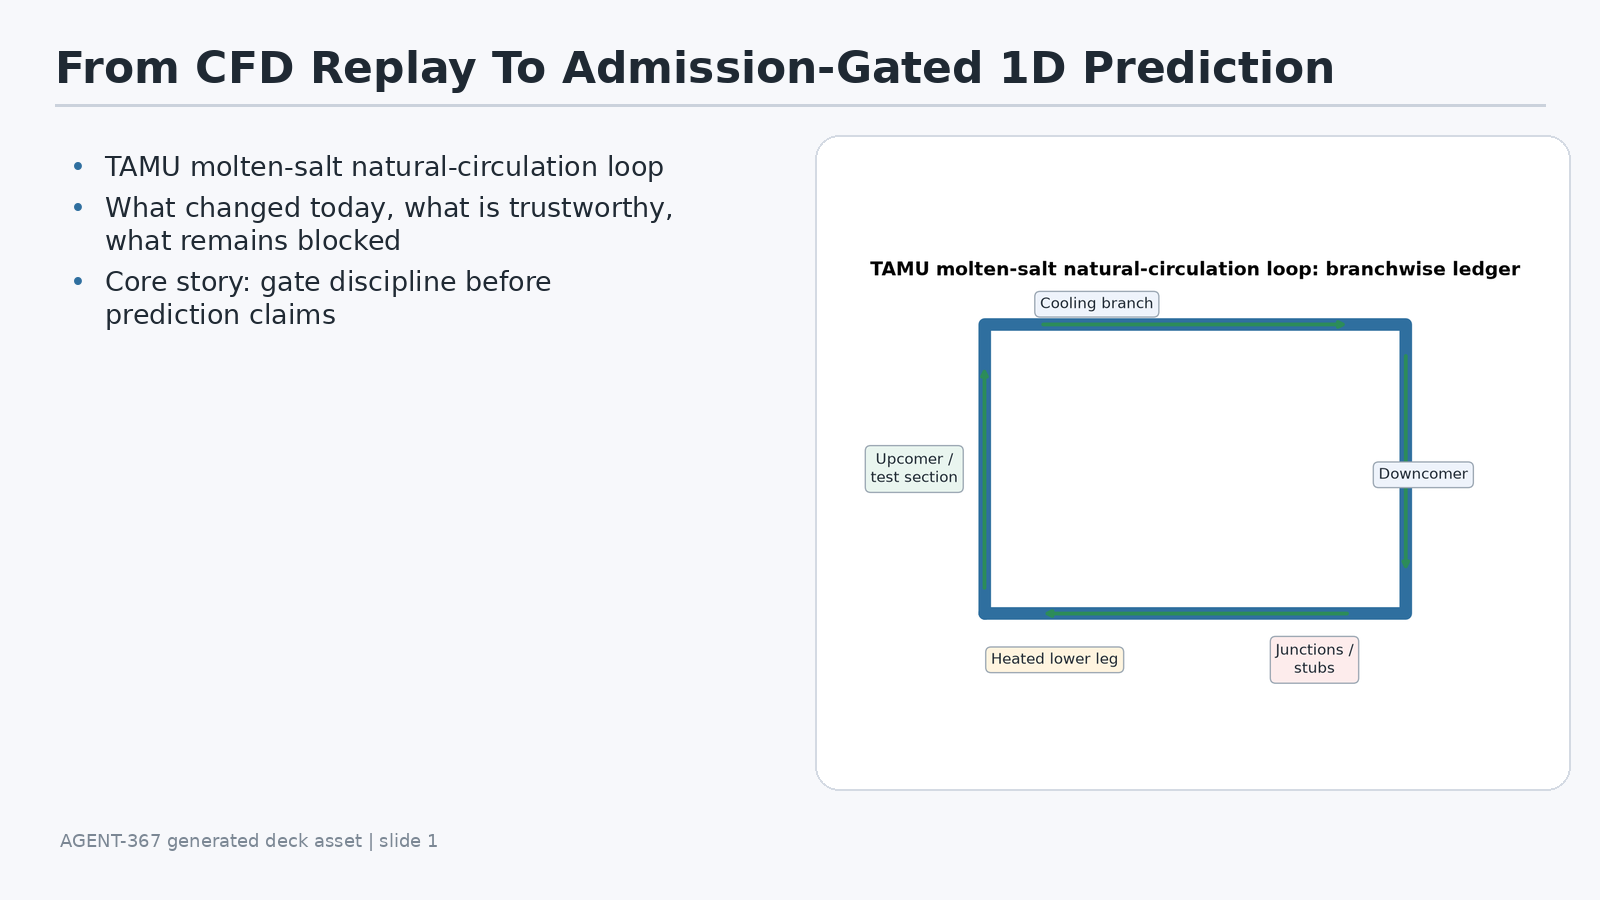 From CFD Replay To Admission-Gated 1D Prediction
• TAMU molten-salt natural-circulation loop
• What changed today, what is trustworthy,
what remains blocked
• Core story: gate discipline before
prediction claims
TAMU molten-salt natural-circulation loop: branchwise ledger
Cooling branch
Upcomer /
test section
Downcomer
Heated lower leg
Junctions /
stubs
AGENT-367 generated deck asset | slide 1